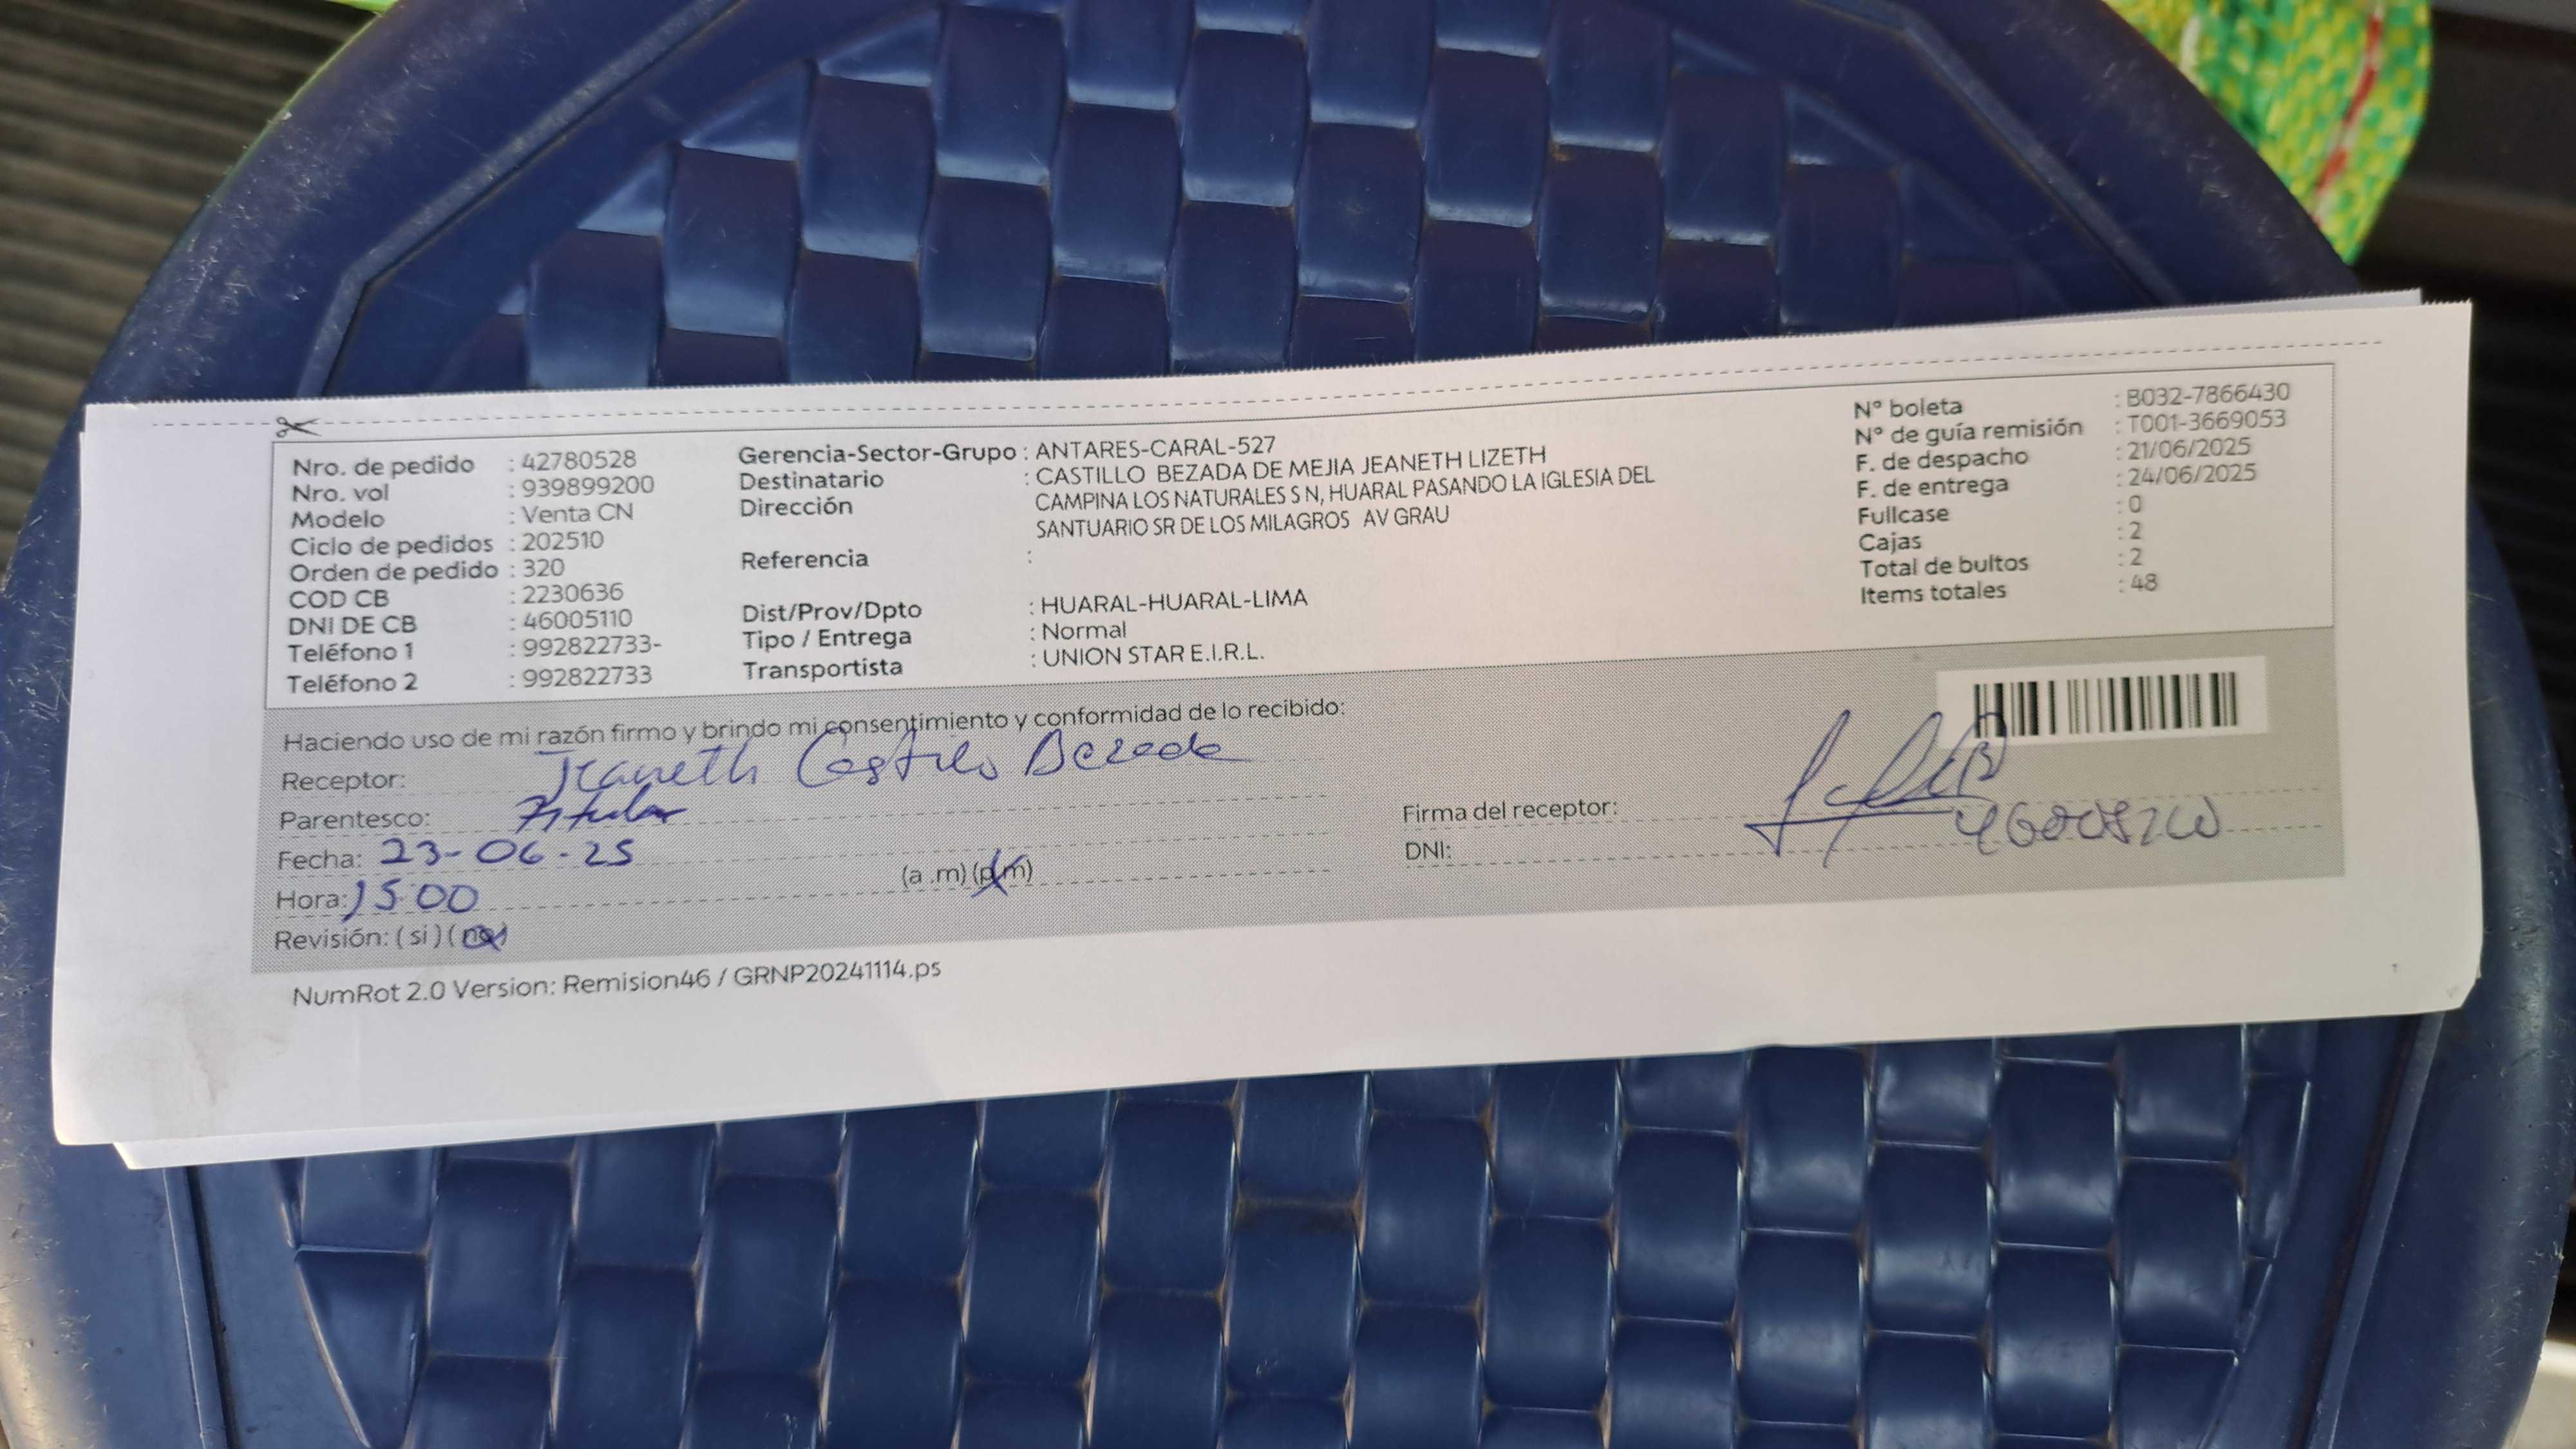 Nro. de pedido : 42780528
Nro. vol : 939899200
Modelo : Venta CN
Ciclo de pedidos : 202510
Orden de pedido : 320
COD CB : 2230636
DNI DE CB : 46005110
Teléfono 1 : 992822733-
Teléfono 2 : 992822733
Gerencia-Sector-Grupo : ANTARES-CARAL-527
Destinatario : CASTILLO BEZADA DE MEJIA JEANETH LIZETH
Dirección : CAMPINA LOS NATURALES S N, HUARAL PASANDO LA IGLESIA DEL
SANTUARIO SR DE LOS MILAGROS AV GRAU
Referencia :
Dist/Prov/Dpto : HUARAL-HUARAL-LIMA
Tipo / Entrega : Normal
Transportista : UNION STAR E.I.R.L.
Nº boleta : B032-7866430
Nº de guía remisión : T001-3669053
F. de despacho : 21/06/2025
F. de entrega : 24/06/2025
Fullcase : 0
Cajas : 2
Total de bultos : 2
Items totales : 48
Haciendo uso de mi razón firmo y brindo mi consentimiento y conformidad de lo recibido:
Receptor: Jeaneth Castillo Bezada
Parentesco: Titular
Fecha: 23-06-25
Hora: 15:00 (a .m) (p.m)
Revisión: ( si ) ( no )
Firma del receptor:
DNI:
NumRot 2.0 Version: Remision46 / GRNP20241114.ps